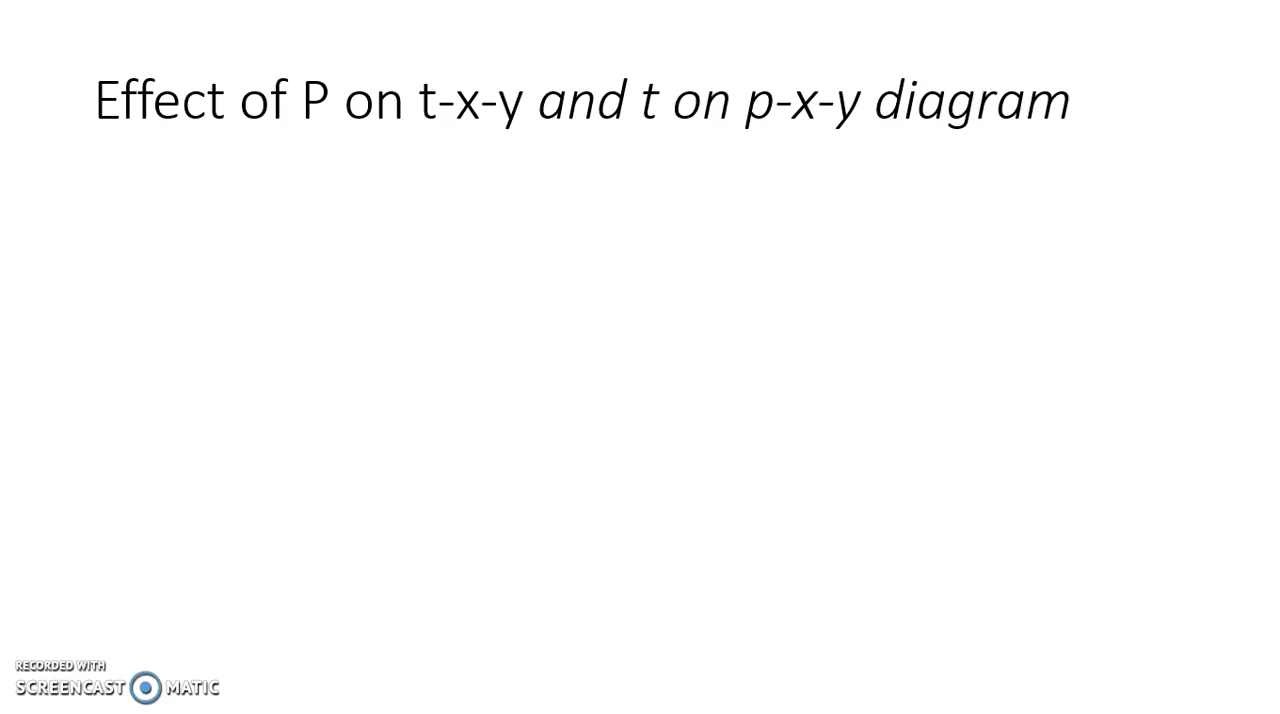 Effect of P on t-x-y and t on p-x-y diagram
RECORDED WITH
SCREENCAST MATIC